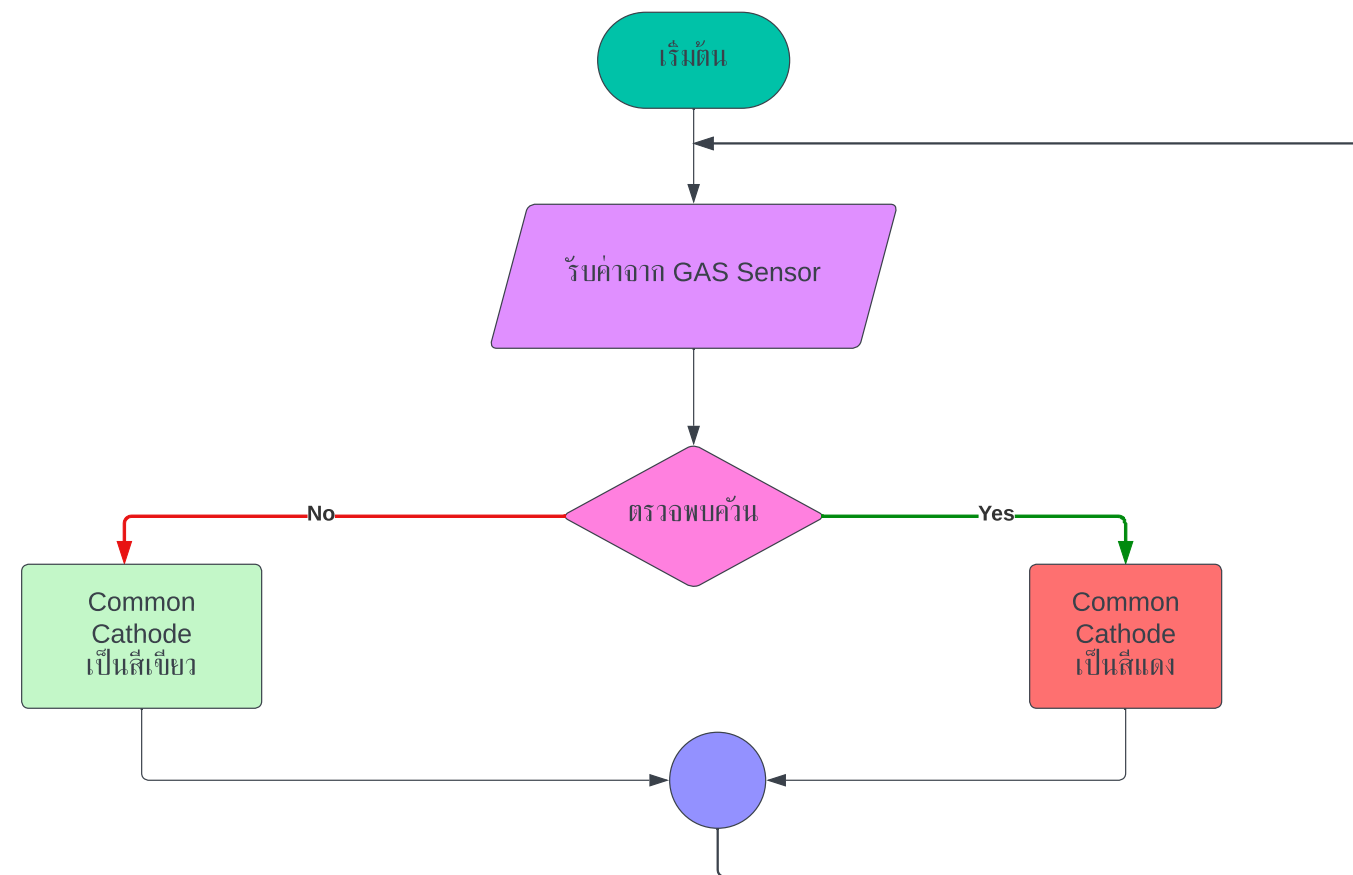 เริ่มต้น
รับค่าจาก GAS Sensor
ตรวจพบควัน
No
Yes
Common
Cathode
เป็นสีเขียว
Common
Cathode
เป็นสีแดง